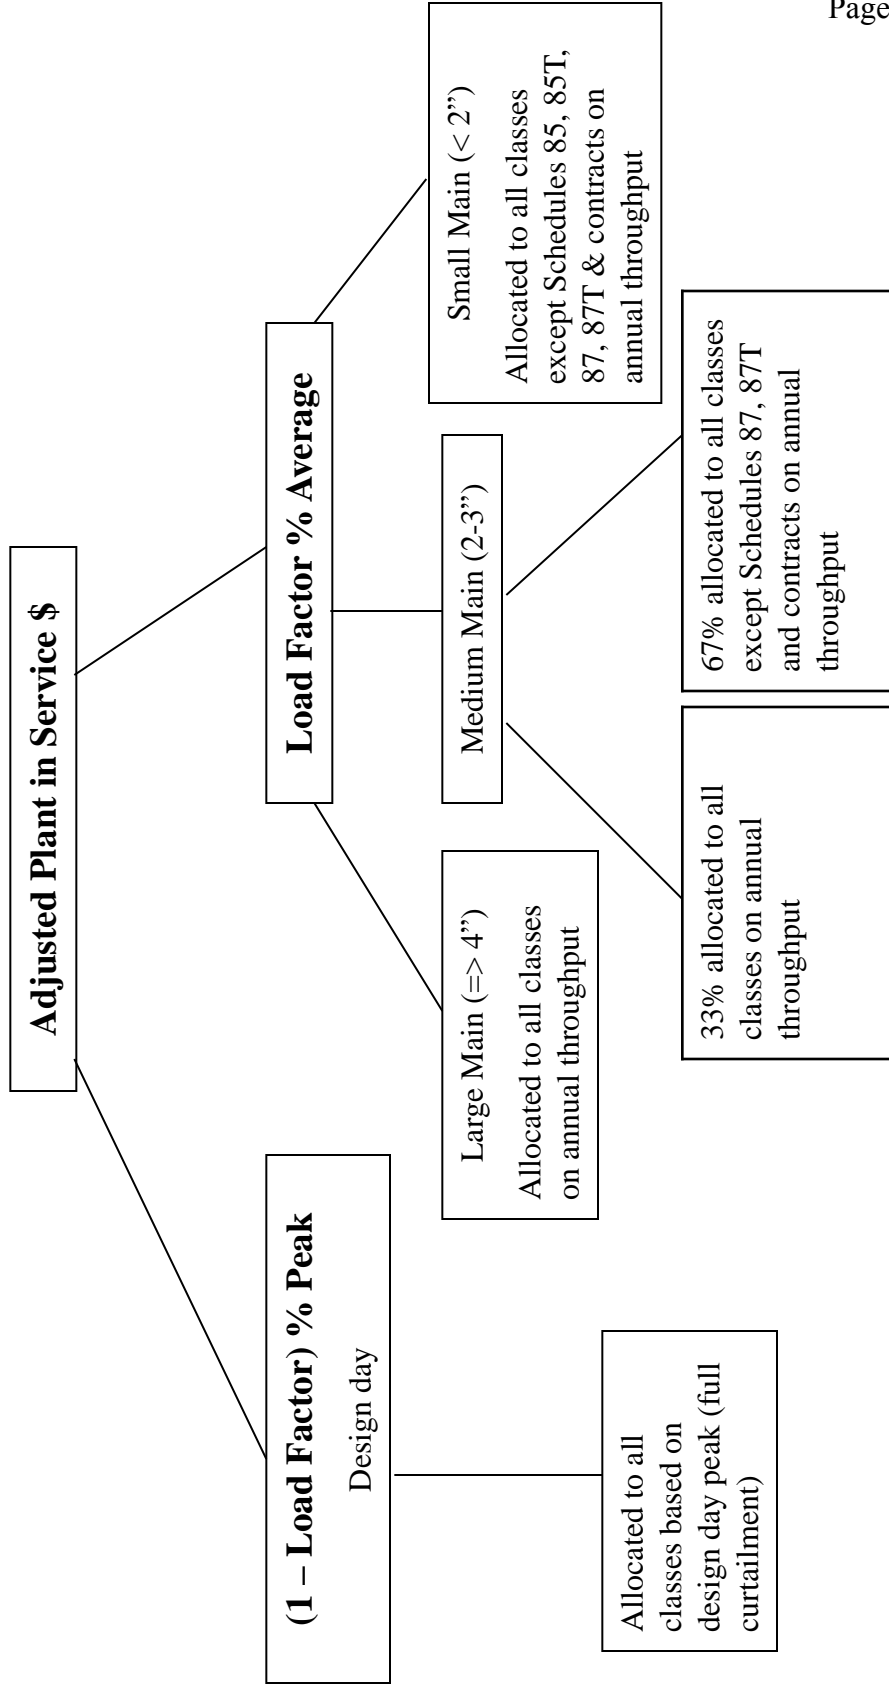 Page
Adjusted Plant in Service $
(1 – Load Factor) % Peak
Design day
Allocated to all
classes based on
design day peak (full
curtailment)
Load Factor % Average
Large Main (=> 4”)
Allocated to all classes
on annual throughput
Medium Main (2-3”)
33% allocated to all
classes on annual
throughput
67% allocated to all classes
except Schedules 87, 87T
and contracts on annual
throughput
Small Main (< 2”)
Allocated to all classes
except Schedules 85, 85T,
87, 87T & contracts on
annual throughput